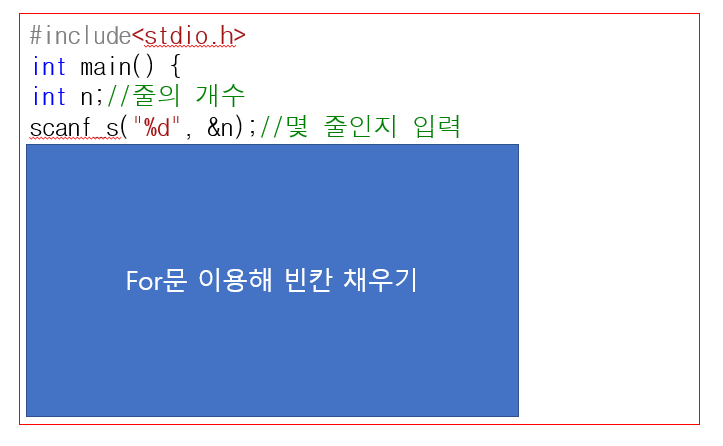 #include<stdio.h>
int main() {
int n;//줄의 개수
scanf_s("%d", &n);//몇 줄인지 입력
For문 이용해 빈칸 채우기